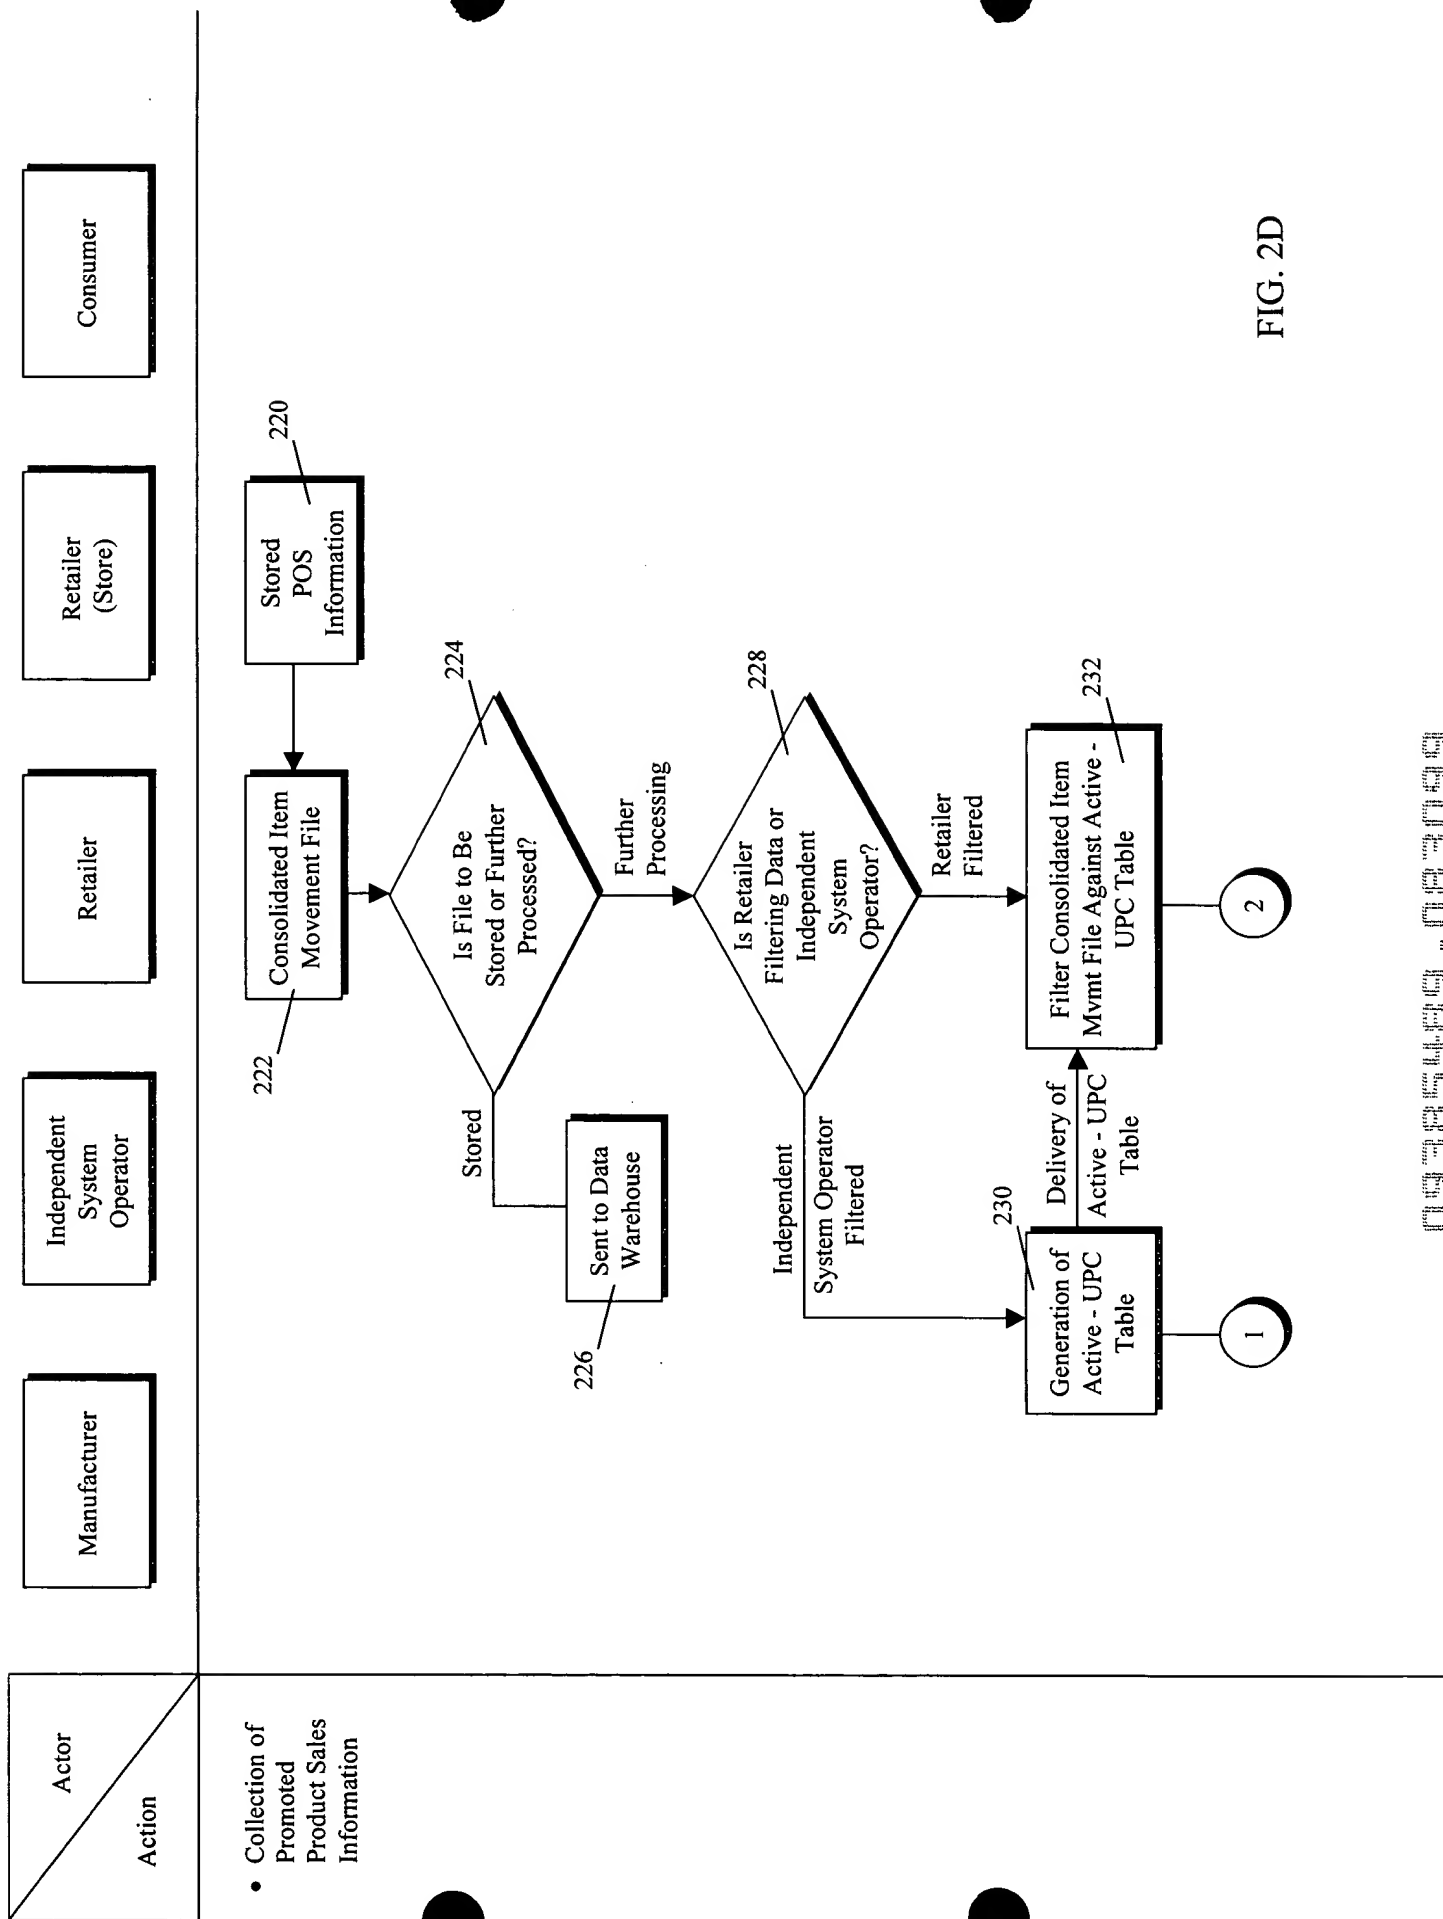 Actor
Action
Manufacturer
Independent
System
Operator
Retailer
Retailer
(Store)
Consumer
• Collection of
Promoted
Product Sales
Information
222
Consolidated Item
Movement File
Stored
POS
Information
220
224
Is File to Be
Stored or Further
Processed?
Stored
Sent to Data
Warehouse
226
Further
Processing
228
Is Retailer
Filtering Data or
Independent
System
Operator?
Independent
System Operator
Filtered
Retailer
Filtered
230
Generation of
Active - UPC
Table
Delivery of
Active - UPC
Table
232
Filter Consolidated Item
Mvmt File Against Active -
UPC Table
1
2
FIG. 2D